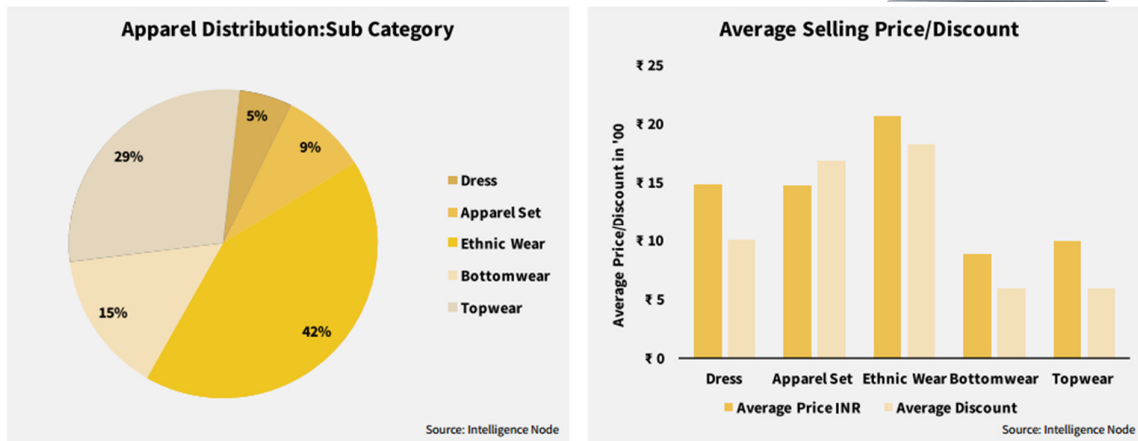 Apparel Distribution:Sub Category
5%
9%
29%
15%
42%
Dress
Apparel Set
Ethnic Wear
Bottomwear
Topwear
Source: Intelligence Node
Average Selling Price/Discount
Average Price/Discount in '00
₹ 25
₹ 20
₹ 15
₹ 10
₹ 5
₹ 0
Dress Apparel Set Ethnic Wear Bottomwear Topwear
Average Price INR Average Discount
Source: Intelligence Node